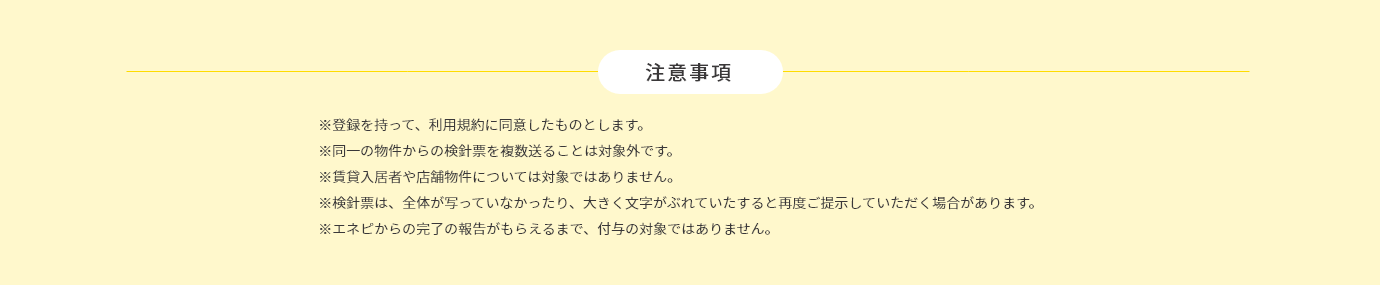 注意事項
※登録を持って、利用規約に同意したものとします。
※同一の物件からの検針票を複数送ることは対象外です。
※賃貸入居者や店舗物件については対象ではありません。
※検針票は、全体が写っていなかったり、大きく文字がぶれていたすると再度ご提示していただく場合があります。
※エネピからの完了の報告がもらえるまで、付与の対象ではありません。